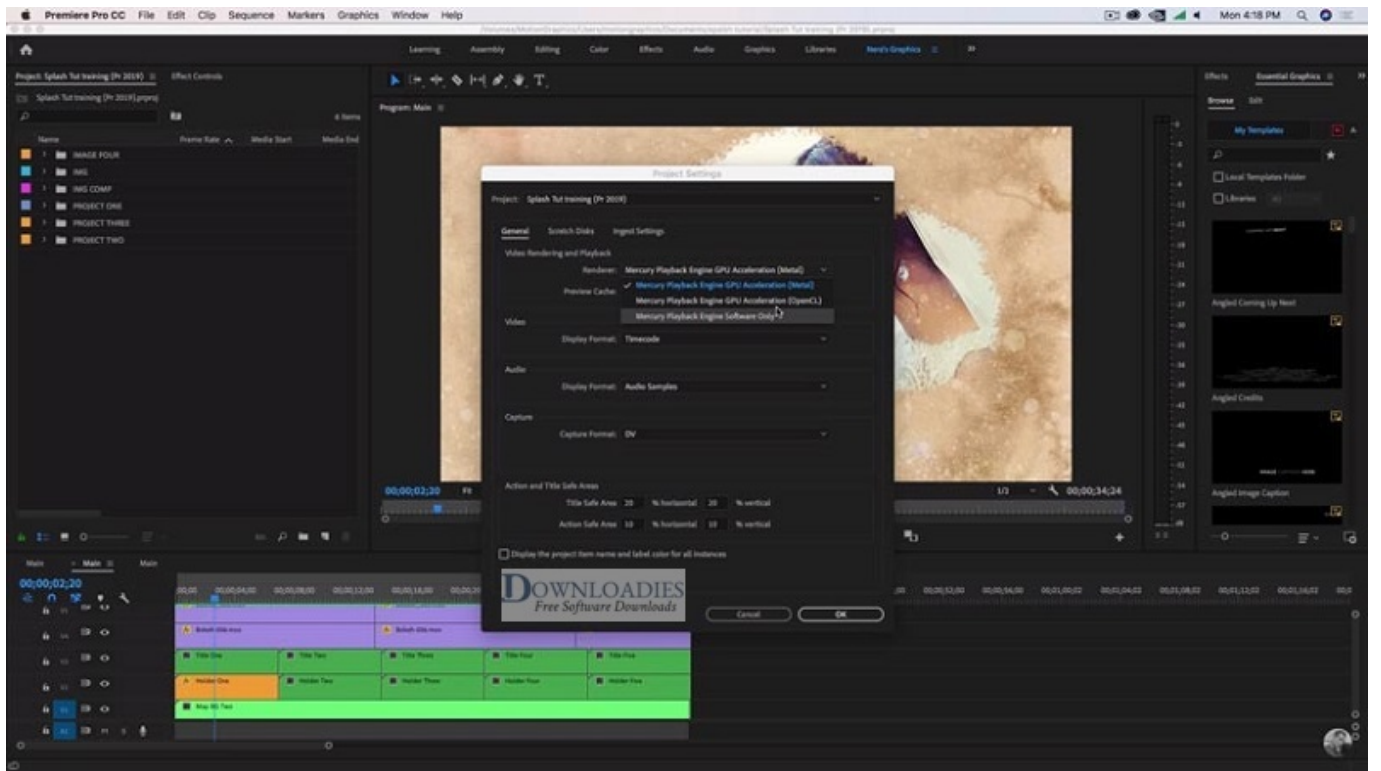 Premiere Pro CC File Edit Clip Sequence Markers Graphics Window Help
Mon 4:18 PM
Learning Assembly Editing Color Effects Audio Graphics Libraries Nerd's Graphics
Project: Splash Tut training (Pr 2019)
Effect Controls
Splash Tut training (Pr 2019).prproj
6 Items
Name Frame Rate Media Start Media End
IMAGE FOUR
IMG
IMG COMP
PROJECT ONE
PROJECT THREE
PROJECT TWO
Program: Main
00;00;02;20
Fit
1/2
00;00;34;24
Project Settings
Project: Splash Tut training (Pr 2019)
General Scratch Disks Ingest Settings
Video Rendering and Playback
Renderer: Mercury Playback Engine GPU Acceleration (Metal)
Preview Cache:
Mercury Playback Engine GPU Acceleration (Metal)
Mercury Playback Engine GPU Acceleration (OpenCL)
Mercury Playback Engine Software Only
Video
Display Format: Timecode
Audio
Display Format: Audio Samples
Capture
Capture Format: DV
Action and Title Safe Areas
Title Safe Area 20 % horizontal 20 % vertical
Action Safe Area 10 % horizontal 10 % vertical
Display the project item name and label color for all instances
DOWNLOADIES
Free Software Downloads
Cancel OK
Effects Essential Graphics
Browse Edit
My Templates
Local Templates Folder
Libraries All
Angled Coming Up Next
Angled Credits
Angled Image Caption
Main Main Main
00;00;02;20
Title One Title Two Title Three Title Four Title Five
Holder One Holder Two Holder Three Holder Four Holder Five
Map BG Two